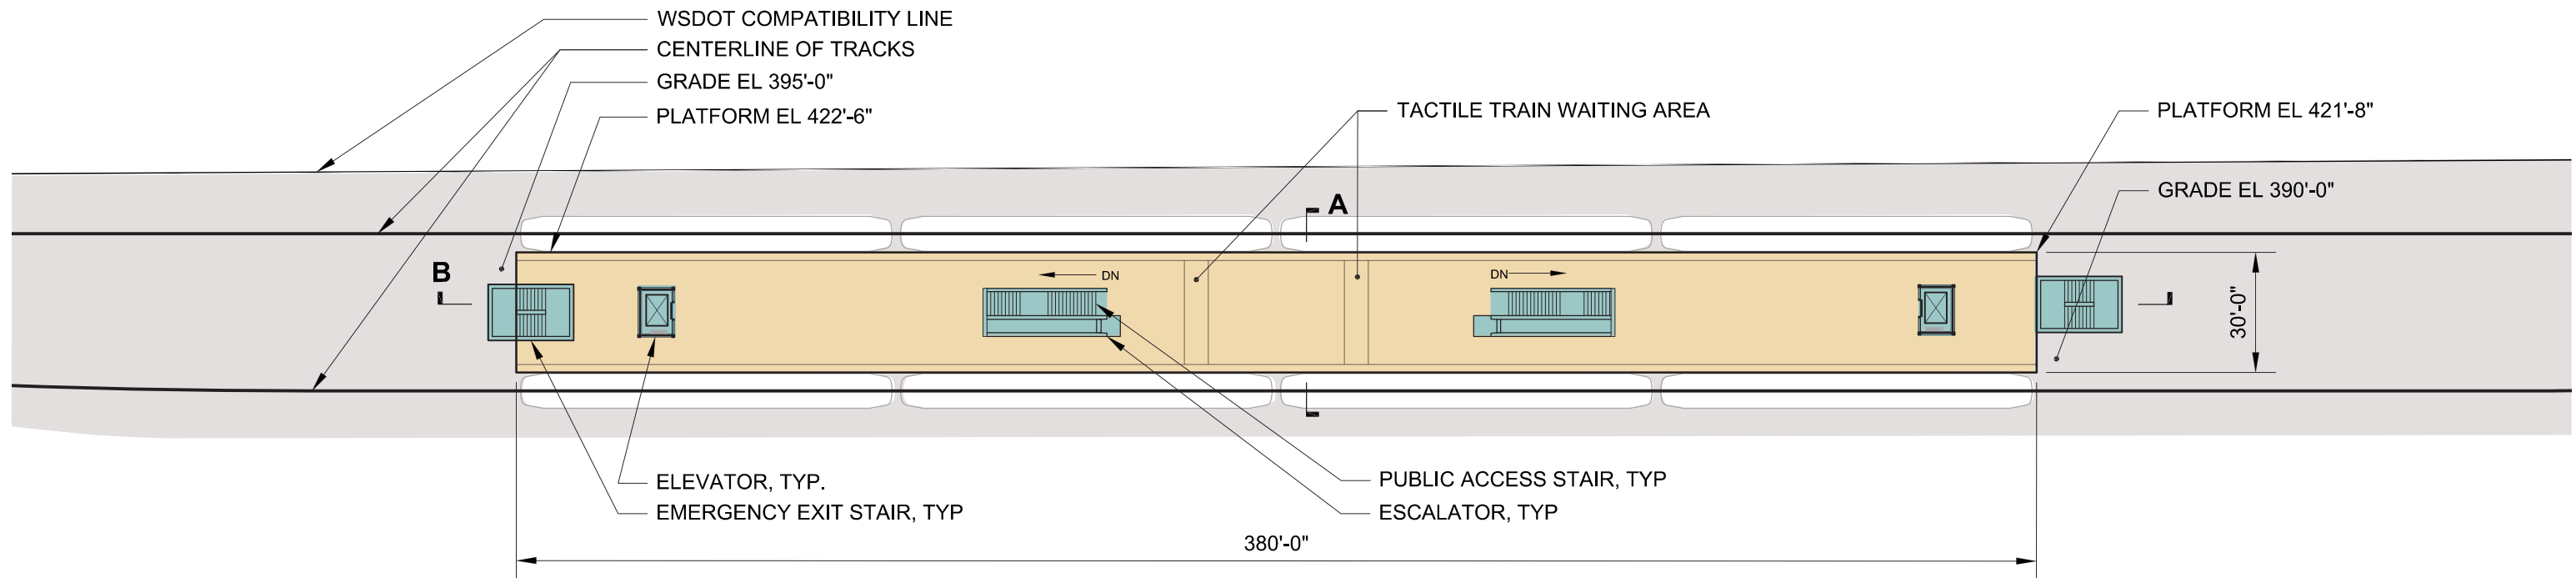 WSDOT COMPATIBILITY LINE
CENTERLINE OF TRACKS
GRADE EL 395'-0"
PLATFORM EL 422'-6"
TACTILE TRAIN WAITING AREA
PLATFORM EL 421'-8"
GRADE EL 390'-0"
A
B
DN
DN
30'-0"
ELEVATOR, TYP.
EMERGENCY EXIT STAIR, TYP
PUBLIC ACCESS STAIR, TYP
ESCALATOR, TYP
380'-0"